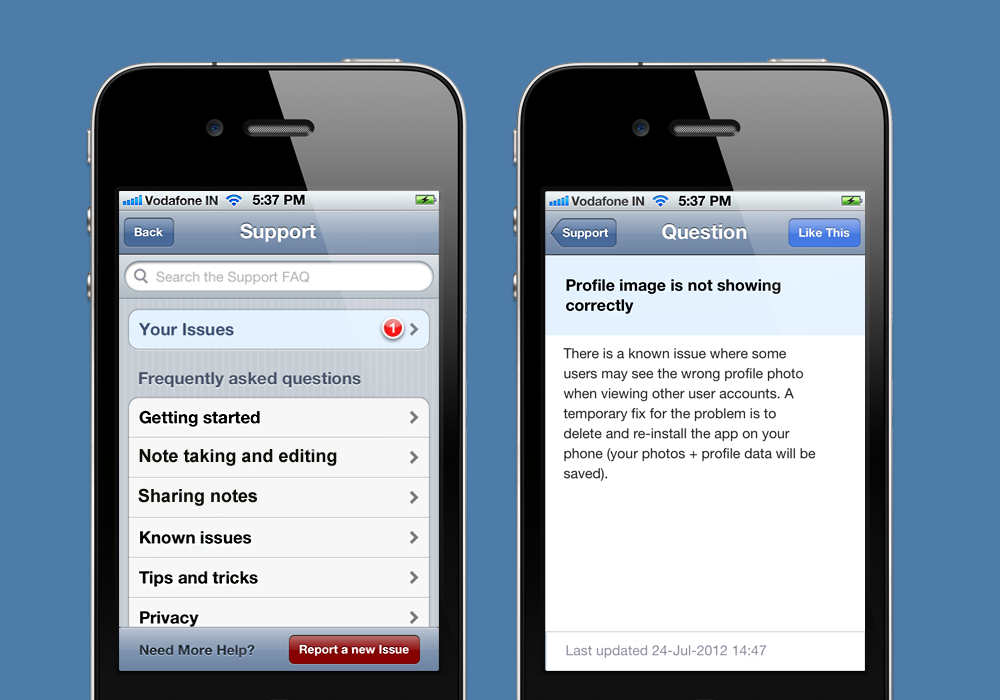 Vodafone IN 5:37 PM
Back
Support
Search the Support FAQ
Your Issues
1
Frequently asked questions
Getting started
Note taking and editing
Sharing notes
Known issues
Tips and tricks
Privacy
Need More Help?
Report a new Issue
Vodafone IN 5:37 PM
Support
Question
Like This
Profile image is not showing
correctly
There is a known issue where some
users may see the wrong profile photo
when viewing other user accounts. A
temporary fix for the problem is to
delete and re-install the app on your
phone (your photos + profile data will be
saved).
Last updated 24-Jul-2012 14:47